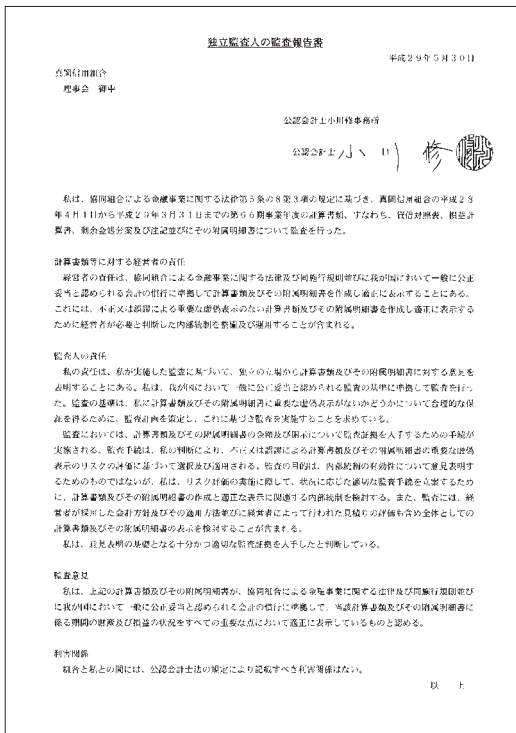 独立監査人の監査報告書
平成29年5月30日
真岡信用組合
理事会 御中
公認会計士小川修事務所
公認会計士 小川 修
私は、協同組合による金融事業に関する法律第5条の8第3項の規定に基づき、真岡信用組合の平成28
年4月1日から平成29年3月31日までの第66期事業年度の計算書類、すなわち、貸借対照表、損益計
算書、剰余金処分案及び注記並びにその附属明細書について監査を行った。
計算書類等に対する経営者の責任
経営者の責任は、協同組合による金融事業に関する法律及び同施行規則並びに我が国において一般に公正
妥当と認められる会計の慣行に準拠して計算書類及びその附属明細書を作成し適正に表示することにある。
これには、不正又は誤謬による重要な虚偽表示のない計算書類及びその附属明細書を作成し適正に表示する
ために経営者が必要と判断した内部統制を整備及び運用することが含まれる。
監査人の責任
私の責任は、私が実施した監査に基づいて、独立の立場から計算書類及びその附属明細書に対する意見を
表明することにある。私は、我が国において一般に公正妥当と認められる監査の基準に準拠して監査を行っ
た。監査の基準は、私に計算書類及びその附属明細書に重要な虚偽表示がないかどうかについて合理的な保
証を得るために、監査計画を策定し、これに基づき監査を実施することを求めている。
監査においては、計算書類及びその附属明細書の金額及び開示について監査証拠を入手するための手続が
実施される。監査手続は、私の判断により、不正又は誤謬による計算書類及びその附属明細書の重要な虚偽
表示のリスクの評価に基づいて選択及び適用される。監査の目的は、内部統制の有効性について意見表明す
るためのものではないが、私は、リスク評価の実施に際して、状況に応じた適切な監査手続を立案するため
に、計算書類及びその附属明細書の作成と適正な表示に関連する内部統制を検討する。また、監査には、経
営者が採用した会計方針及びその適用方法並びに経営者によって行われた見積りの評価も含め全体としての
計算書類及びその附属明細書の表示を検討することが含まれる。
私は、意見表明の基礎となる十分かつ適切な監査証拠を入手したと判断している。
監査意見
私は、上記の計算書類及びその附属明細書が、協同組合による金融事業に関する法律及び同施行規則並び
に我が国において一般に公正妥当と認められる会計の慣行に準拠して、当該計算書類及びその附属明細書に
係る期間の財産及び損益の状況をすべての重要な点において適正に表示しているものと認める。
利害関係
組合と私との間には、公認会計士法の規定により記載すべき利害関係はない。
以 上